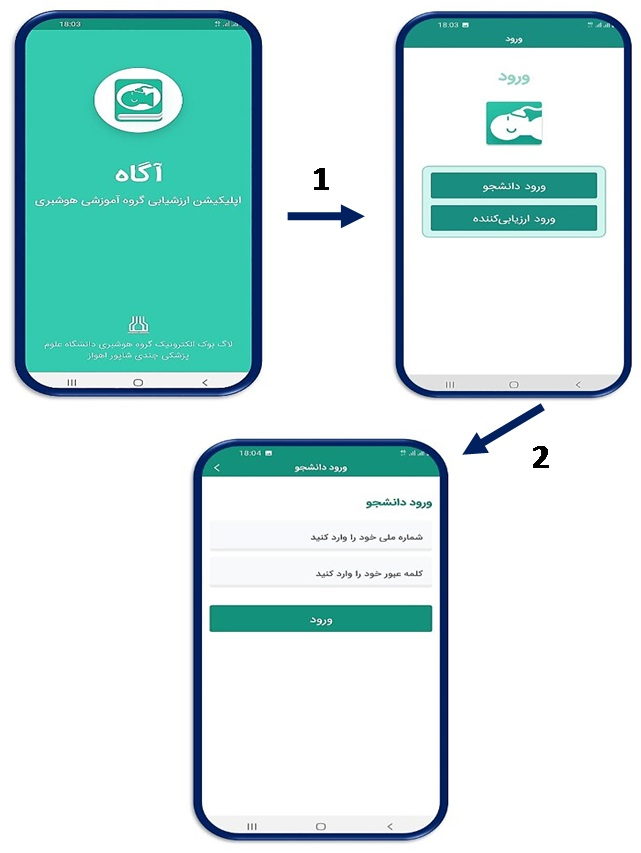 18:03
آگاه
اپلیکیشن ارزشیابی گروه آموزشی هوشبری
لاگ بوک الکترونیک گروه هوشبری دانشگاه علوم
پزشکی جندی شاپور اهواز
1
18:03
ورود
ورود
ورود دانشجو
ورود ارزیابی‌کننده
2
18:04
ورود دانشجو
ورود دانشجو
شماره ملی خود را وارد کنید
کلمه عبور خود را وارد کنید
ورود